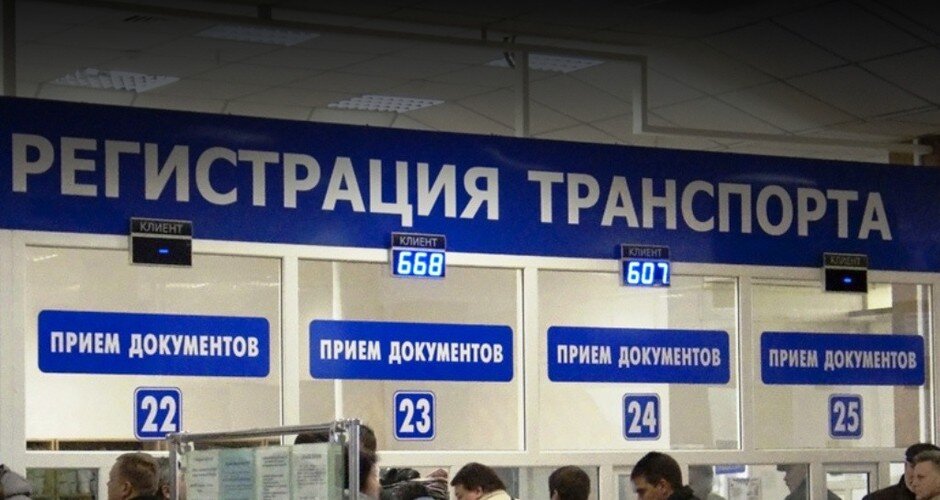 РЕГИСТРАЦИЯ ТРАНСПОРТА
КЛИЕНТ
КЛИЕНТ
668
КЛИЕНТ
607
КЛИЕНТ
ПРИЕМ ДОКУМЕНТОВ
ПРИЕМ ДОКУМЕНТОВ
ПРИЕМ ДОКУМЕНТОВ
ПРИЕМ ДОКУМЕНТОВ
22
23
24
25